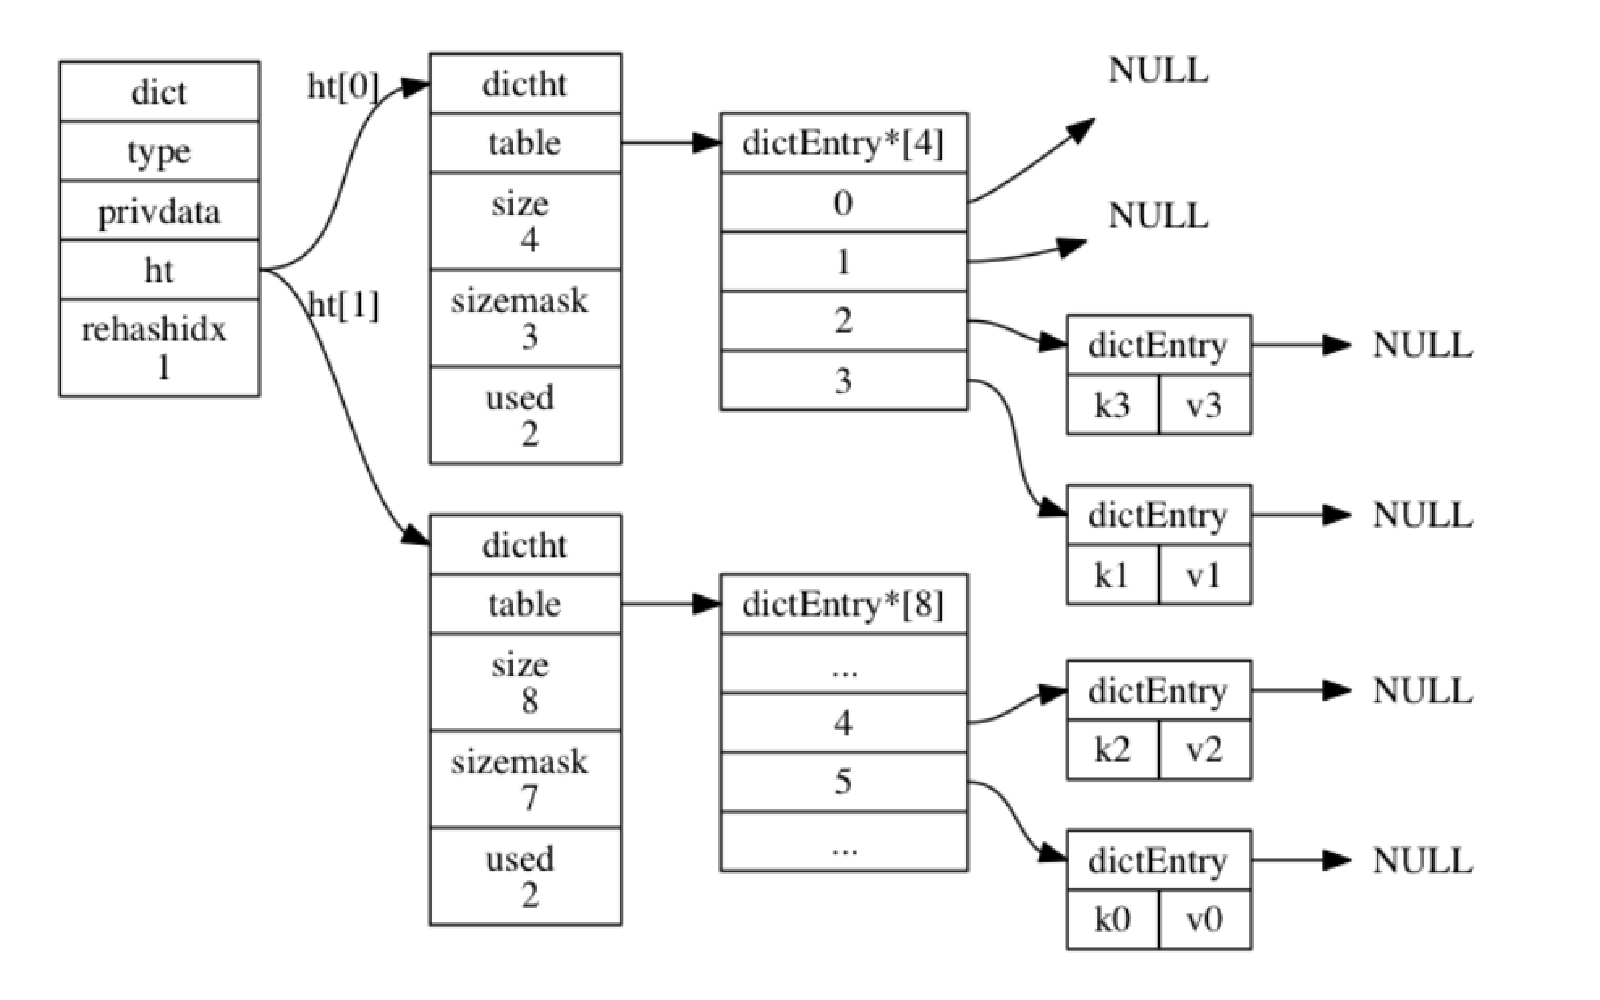 dict
type
privdata
ht
rehashidx
1
ht[0]
ht[1]
dictht
table
size
4
sizemask
3
used
2
dictEntry*[4]
0
1
2
3
NULL
NULL
dictEntry
k3
v3
NULL
dictEntry
k1
v1
NULL
dictht
table
size
8
sizemask
7
used
2
dictEntry*[8]
...
4
5
...
dictEntry
k2
v2
NULL
dictEntry
k0
v0
NULL